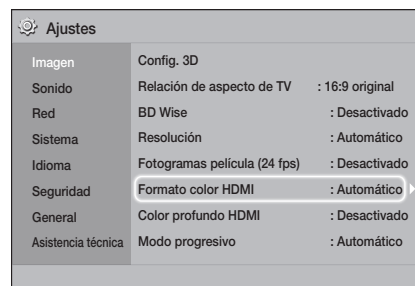 Ajustes
Imagen
Sonido
Red
Sistema
Idioma
Seguridad
General
Asistencia técnica
Config. 3D
Relación de aspecto de TV : 16:9 original
BD Wise : Desactivado
Resolución : Automático
Fotogramas película (24 fps) : Desactivado
Formato color HDMI : Automático
Color profundo HDMI : Desactivado
Modo progresivo : Automático